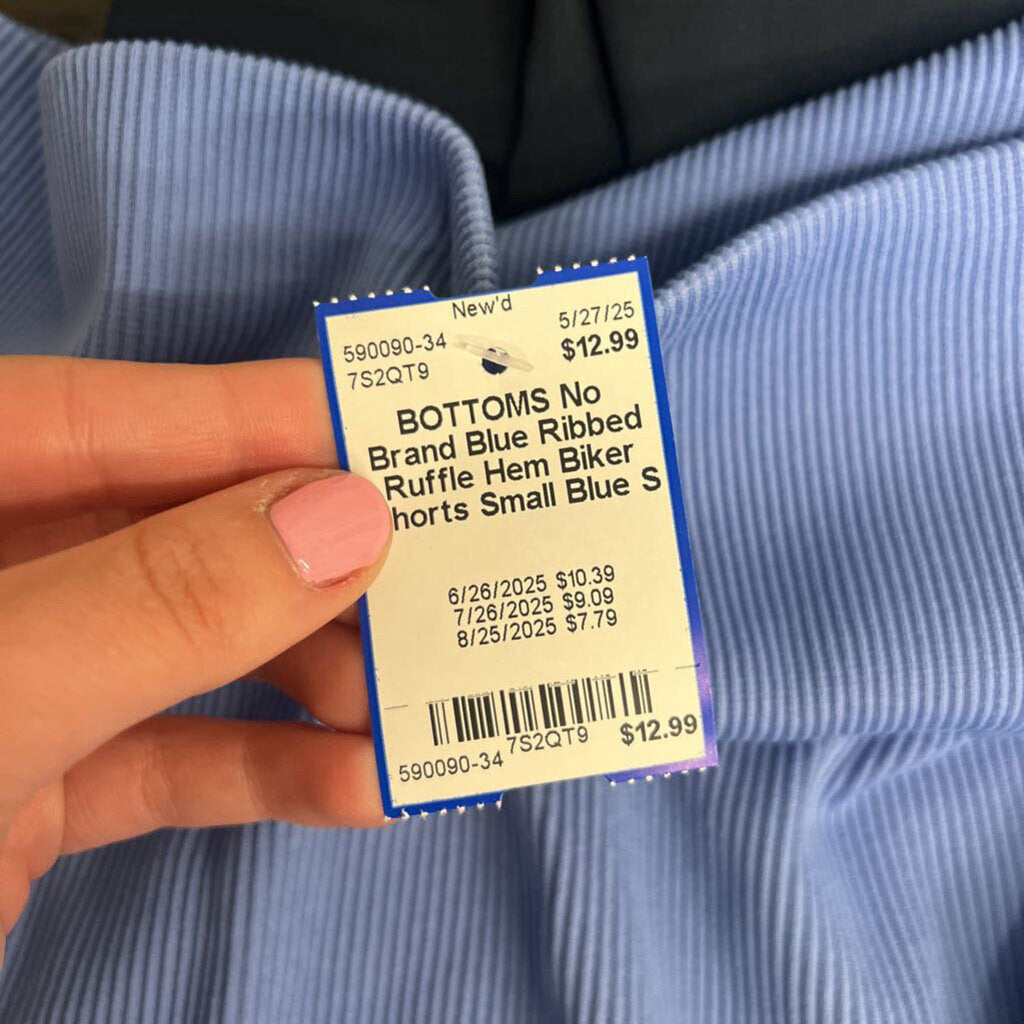 New'd
590090-34 5/27/25
7S2QT9 $12.99
BOTTOMS No
Brand Blue Ribbed
Ruffle Hem Biker
horts Small Blue S
6/26/2025 $10.39
7/26/2025 $9.09
8/25/2025 $7.79
590090-34 7S2QT9 $12.99